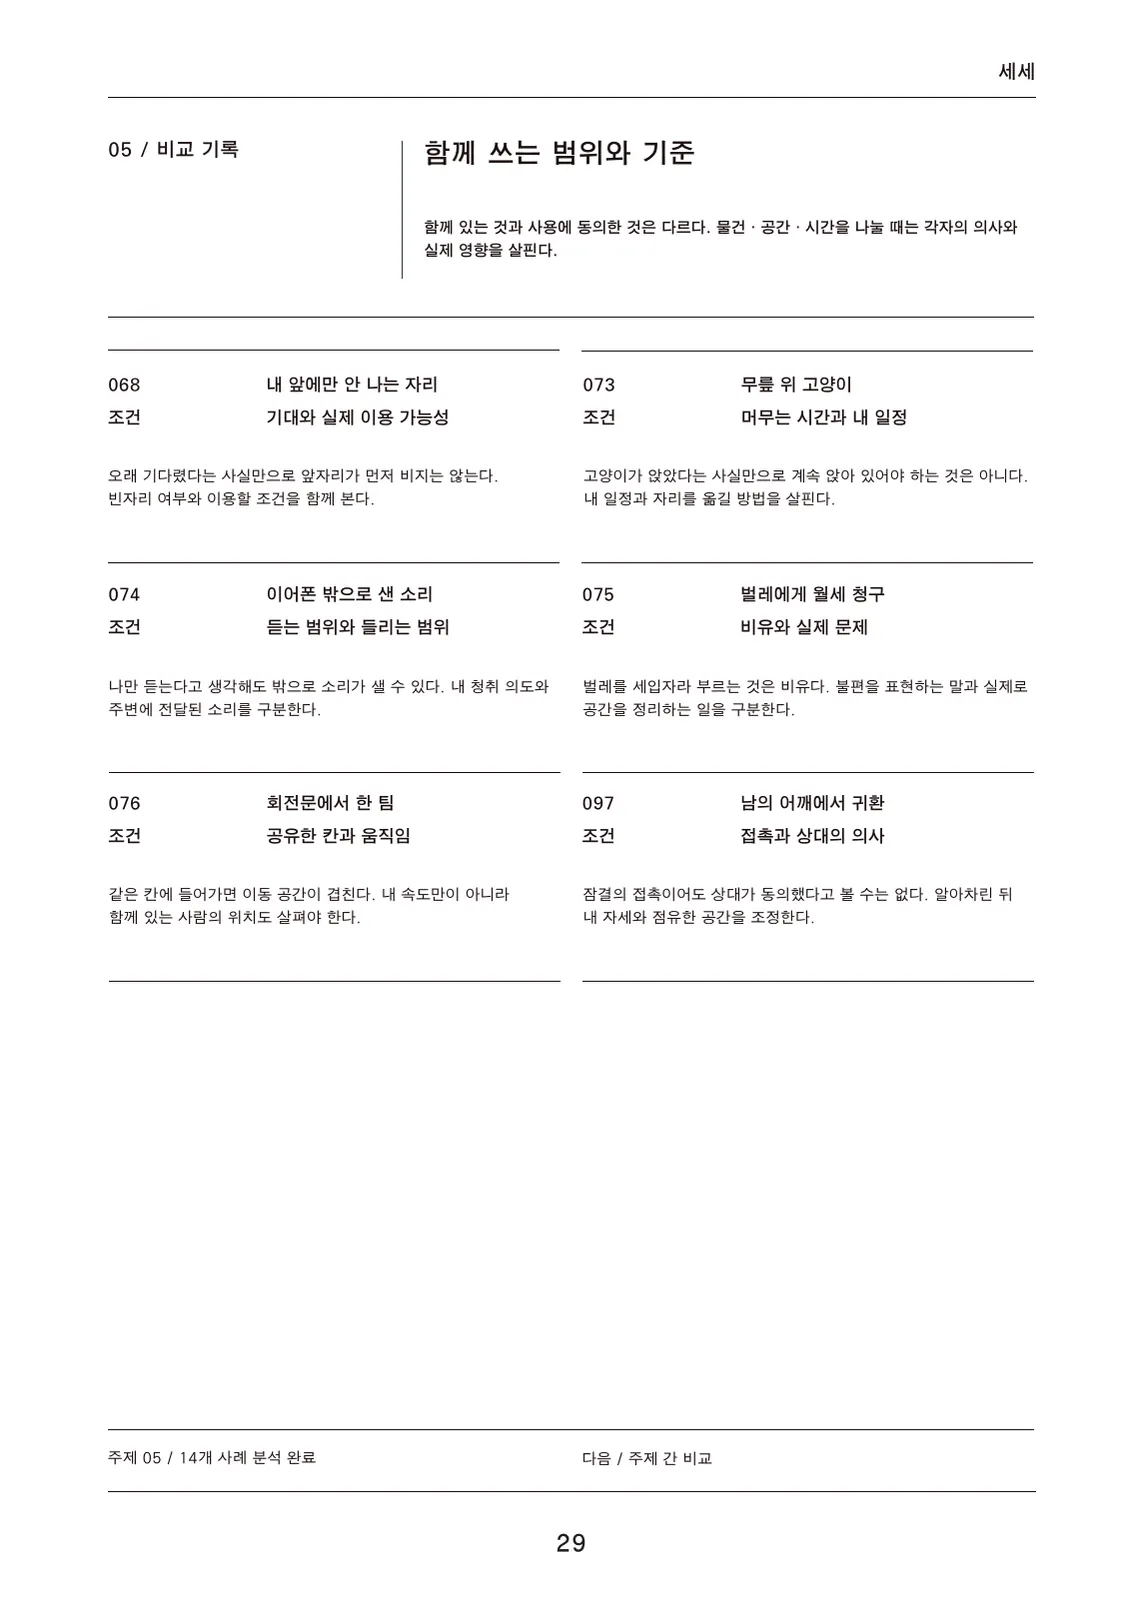 세세
05 / 비교 기록
함께 쓰는 범위와 기준
함께 있는 것과 사용에 동의한 것은 다르다. 물건 · 공간 · 시간을 나눌 때는 각자의 의사와
실제 영향을 살핀다.
068
내 앞에만 안 나는 자리
조건
기대와 실제 이용 가능성
오래 기다렸다는 사실만으로 앞자리가 먼저 비지는 않는다.
빈자리 여부와 이용할 조건을 함께 본다.
073
무릎 위 고양이
조건
머무는 시간과 내 일정
고양이가 앉았다는 사실만으로 계속 앉아 있어야 하는 것은 아니다.
내 일정과 자리를 옮길 방법을 살핀다.
074
이어폰 밖으로 샌 소리
조건
듣는 범위와 들리는 범위
나만 듣는다고 생각해도 밖으로 소리가 샐 수 있다. 내 청취 의도와
주변에 전달된 소리를 구분한다.
075
벌레에게 월세 청구
조건
비유와 실제 문제
벌레를 세입자라 부르는 것은 비유다. 불편을 표현하는 말과 실제로
공간을 정리하는 일을 구분한다.
076
회전문에서 한 팀
조건
공유한 칸과 움직임
같은 칸에 들어가면 이동 공간이 겹친다. 내 속도만이 아니라
함께 있는 사람의 위치도 살펴야 한다.
097
남의 어깨에서 귀환
조건
접촉과 상대의 의사
잠결의 접촉이어도 상대가 동의했다고 볼 수는 없다. 알아차린 뒤
내 자세와 점유한 공간을 조정한다.
주제 05 / 14개 사례 분석 완료
다음 / 주제 간 비교
29